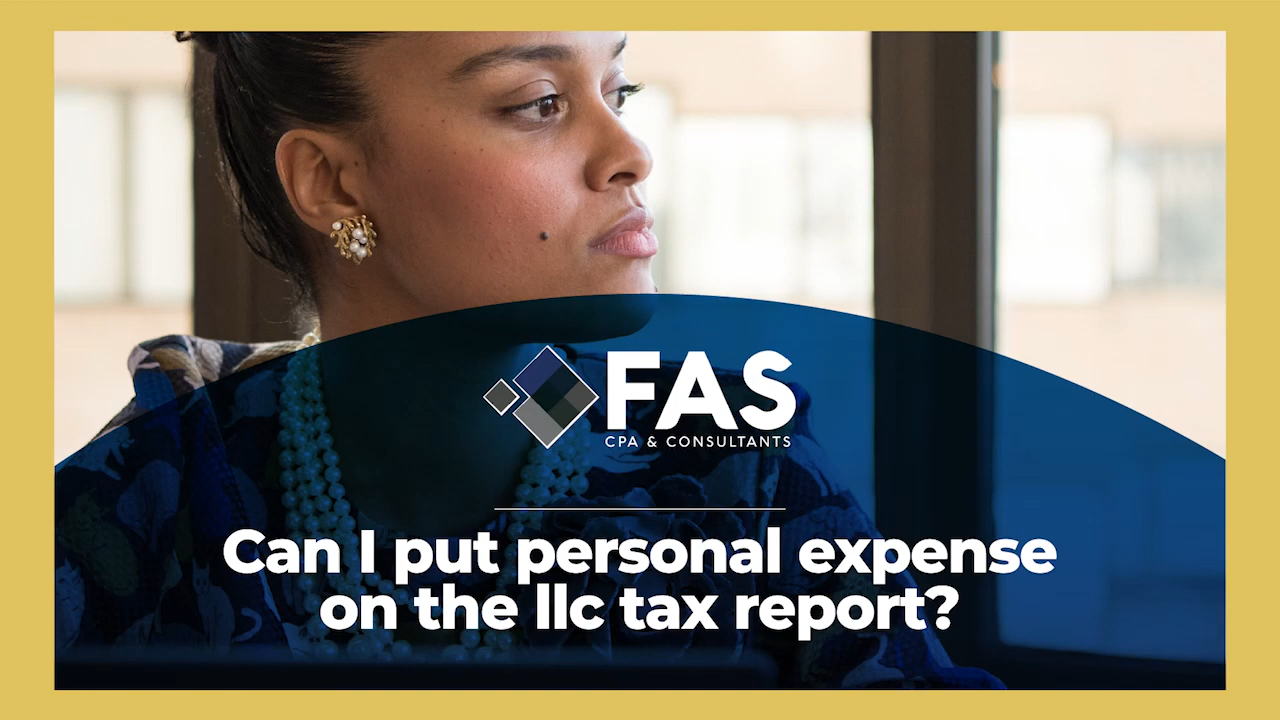 FAS
CPA & CONSULTANTS
Can I put personal expense
on the llc tax report?